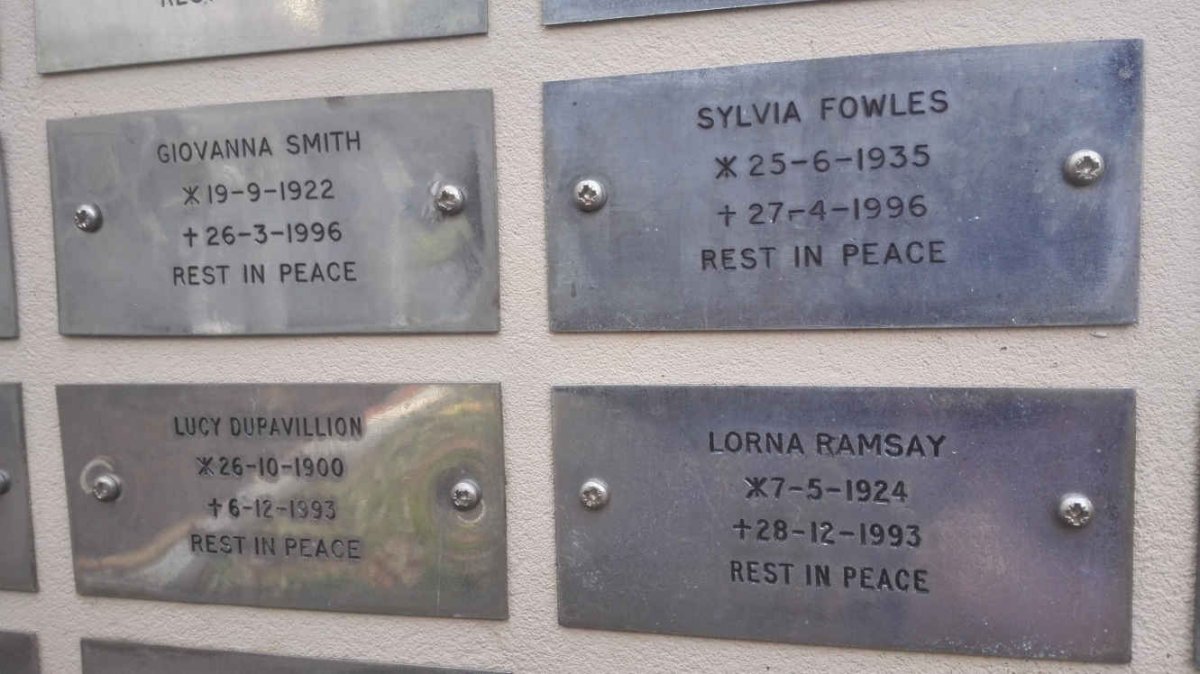 GIOVANNA SMITH
⚹ 19-9-1922
† 26-3-1996
REST IN PEACE
SYLVIA FOWLES
⚹ 25-6-1935
† 27-4-1996
REST IN PEACE
LUCY DUPAVILLION
⚹ 26-10-1900
† 6-12-1993
REST IN PEACE
LORNA RAMSAY
⚹ 7-5-1924
† 28-12-1993
REST IN PEACE